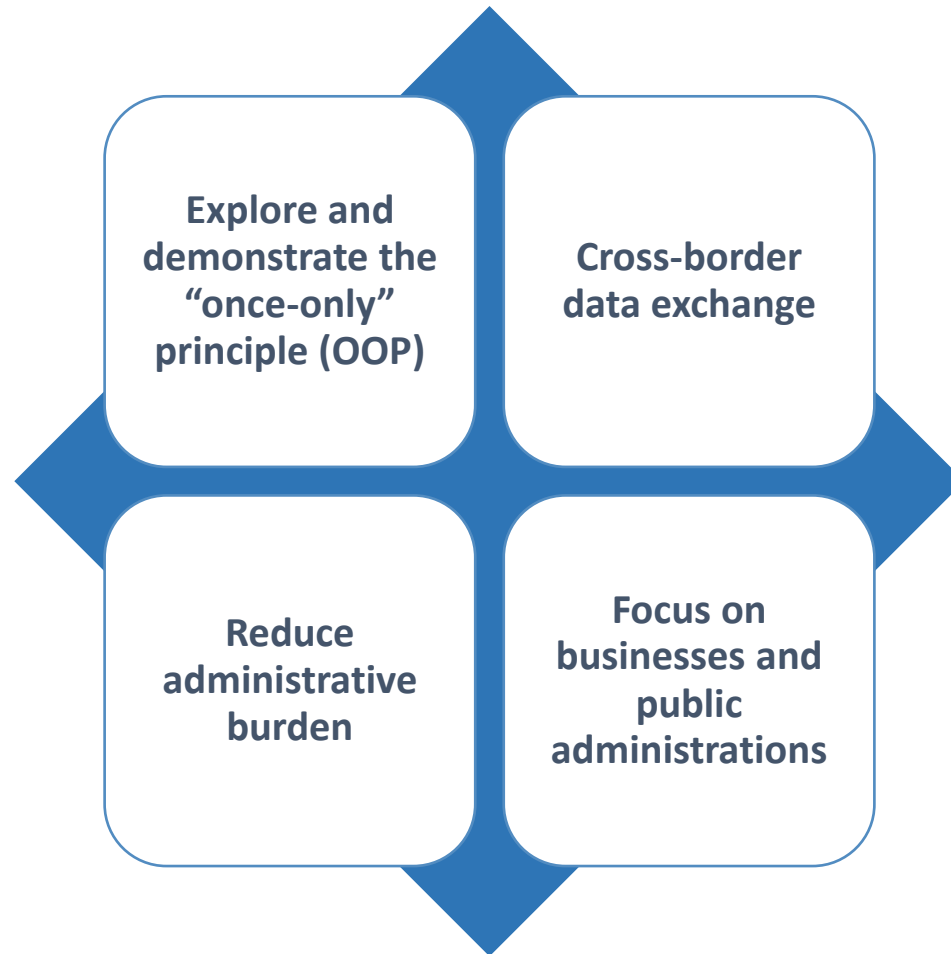 Explore and
demonstrate the
“once-only”
principle (OOP)
Cross-border
data exchange
Reduce
administrative
burden
Focus on
businesses and
public
administrations